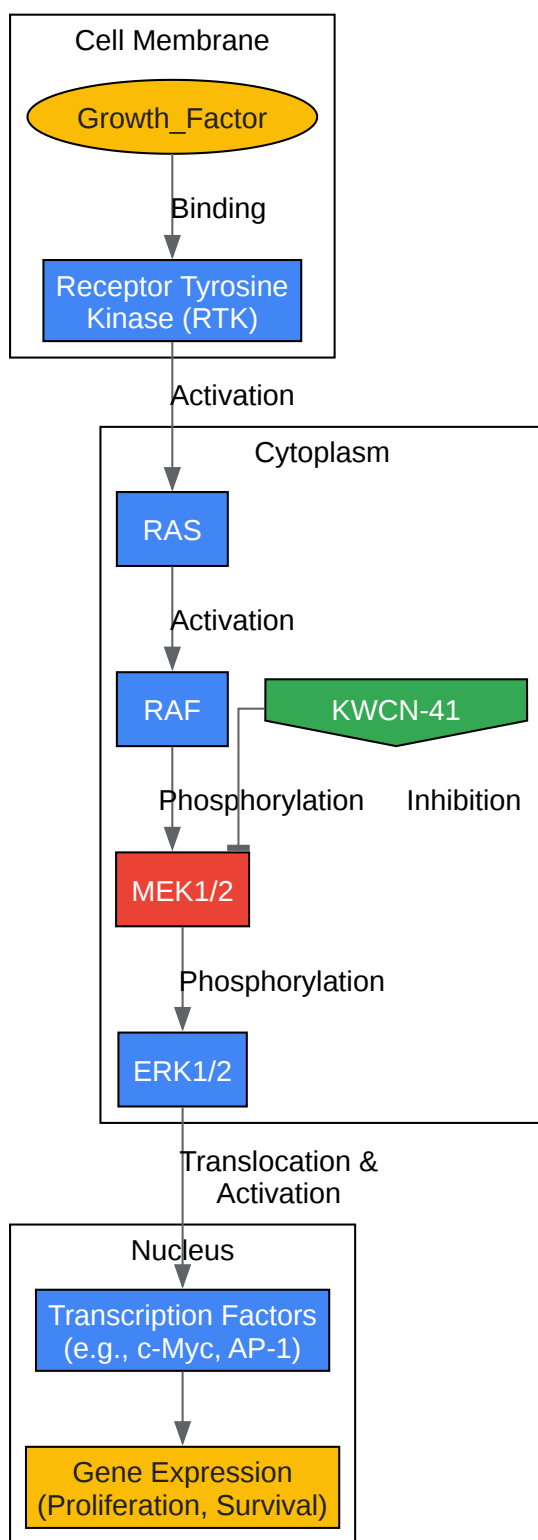 Cell Membrane
Growth_Factor
Binding
Receptor Tyrosine
Kinase (RTK)
Activation
Cytoplasm
RAS
Activation
RAF
KWCN-41
Phosphorylation
Inhibition
MEK1/2
Phosphorylation
ERK1/2
Translocation &
Activation
Nucleus
Transcription Factors
(e.g., c-Myc, AP-1)
Gene Expression
(Proliferation, Survival)